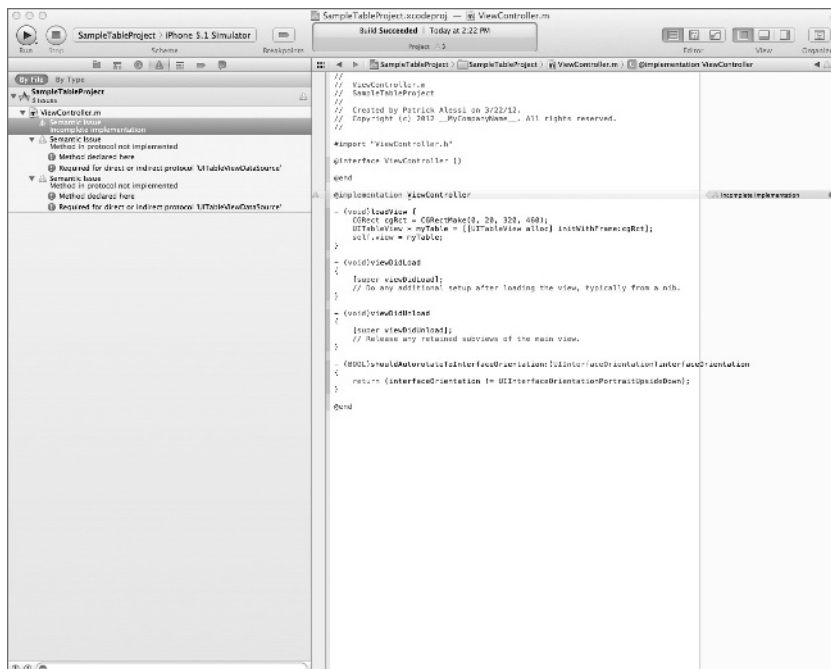 SampleTableProject.xcodeproj — ViewController.m
Build Succeeded | Today at 2:22 PM
Project 3
SampleTableProject › iPhone 5.1 Simulator
Run Stop Scheme Breakpoints Editor View Organizer
SampleTableProject › SampleTableProject › ViewController.m › @implementation ViewController
By File By Type
SampleTableProject
3 issues
ViewController.m
Semantic Issue
Incomplete implementation
Semantic Issue
Method in protocol not implemented
Method declared here
Required for direct or indirect protocol 'UITableViewDataSource'
Semantic Issue
Method in protocol not implemented
Method declared here
Required for direct or indirect protocol 'UITableViewDataSource'
//
// ViewController.m
// SampleTableProject
//
// Created by Patrick Alessi on 3/22/12.
// Copyright (c) 2012 __MyCompanyName__. All rights reserved.
//
#import "ViewController.h"
@interface ViewController ()
@end
@implementation ViewController
Incomplete implementation
- (void)loadView {
CGRect cgRct = CGRectMake(0, 20, 320, 460);
UITableView * myTable = [[UITableView alloc] initWithFrame:cgRct];
self.view = myTable;
}
- (void)viewDidLoad
{
[super viewDidLoad];
// Do any additional setup after loading the view, typically from a nib.
}
- (void)viewDidUnload
{
[super viewDidUnload];
// Release any retained subviews of the main view.
}
- (BOOL)shouldAutorotateToInterfaceOrientation:(UIInterfaceOrientation)interfaceOrientation
{
return (interfaceOrientation != UIInterfaceOrientationPortraitUpsideDown);
}
@end